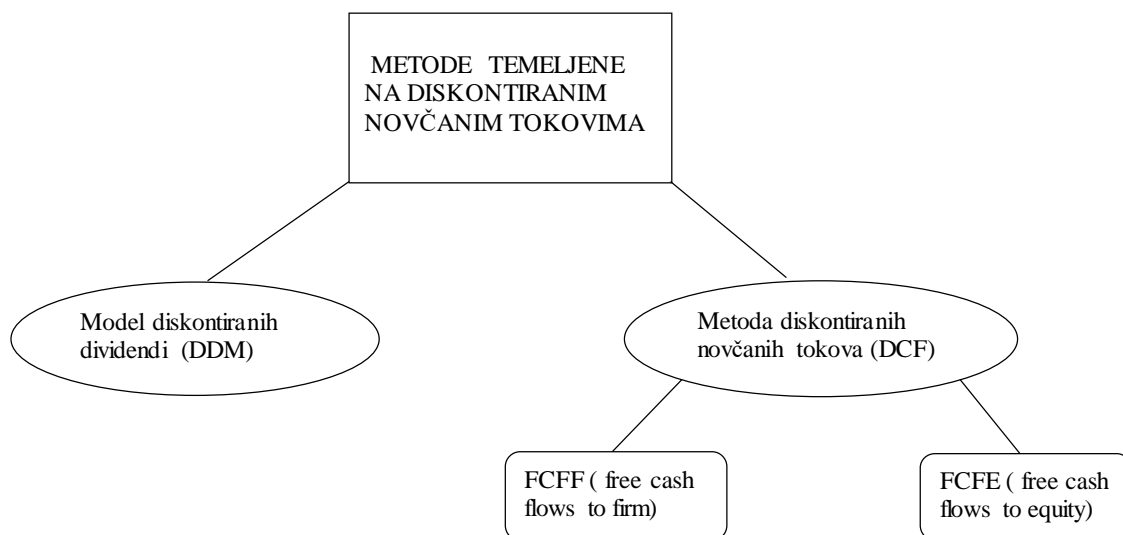 METODE TEMELJENE
NA DISKONTIRANIM
NOVČANIM TOKOVIMA
Model diskontiranih
dividendi (DDM)
Metoda diskontiranih
novčanih tokova (DCF)
FCFF ( free cash
flows to firm)
FCFE ( free cash
flows to equity)